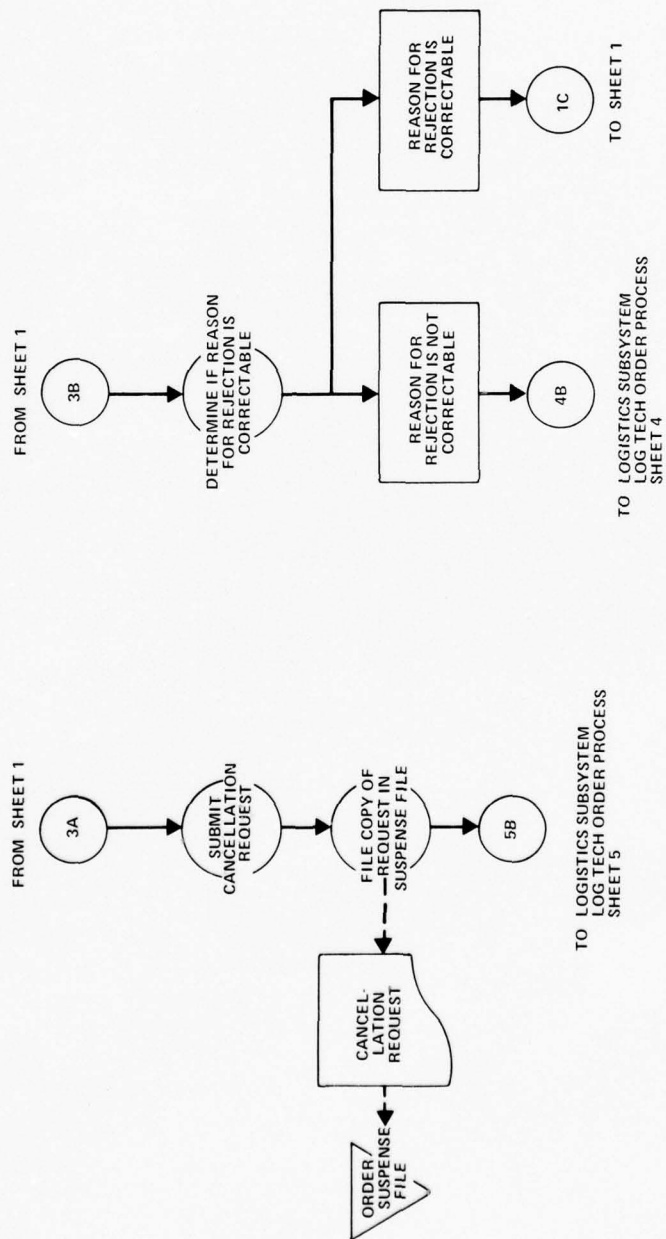 FROM SHEET 1
3A
SUBMIT
CANCELLATION
REQUEST
FILE COPY OF
REQUEST IN
SUSPENSE FILE
CANCEL-
LATION
REQUEST
ORDER
SUSPENSE
FILE
5B
TO LOGISTICS SUBSYSTEM
LOG TECH ORDER PROCESS
SHEET 5
FROM SHEET 1
3B
DETERMINE IF REASON
FOR REJECTION IS
CORRECTABLE
REASON FOR
REJECTION IS NOT
CORRECTABLE
4B
TO LOGISTICS SUBSYSTEM
LOG TECH ORDER PROCESS
SHEET 4
REASON FOR
REJECTION IS
CORRECTABLE
1C
TO SHEET 1